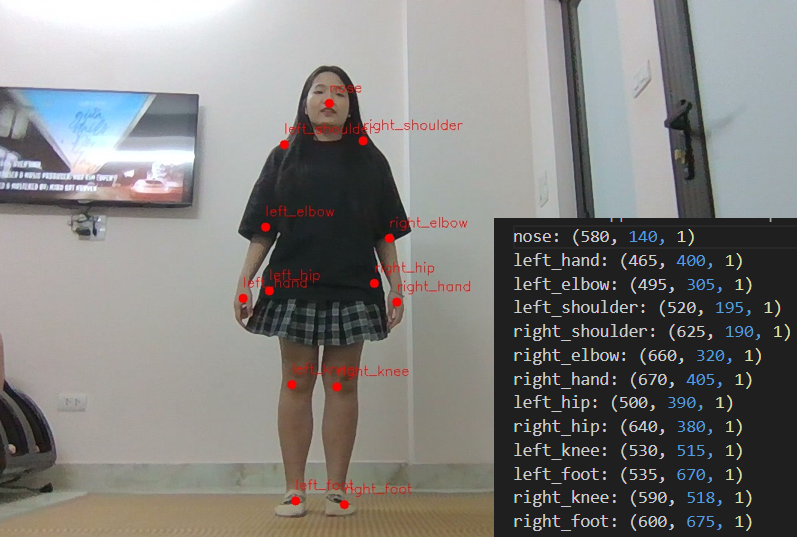 nose
left_shoulder
right_shoulder
left_elbow
right_elbow
left_hip
right_hip
left_hand
right_hand
right_knee
left_foot
right_foot
nose: (580, 140, 1)
left_hand: (465, 400, 1)
left_elbow: (495, 305, 1)
left_shoulder: (520, 195, 1)
right_shoulder: (625, 190, 1)
right_elbow: (660, 320, 1)
right_hand: (670, 405, 1)
left_hip: (500, 390, 1)
right_hip: (640, 380, 1)
left_knee: (530, 515, 1)
left_foot: (535, 670, 1)
right_knee: (590, 518, 1)
right_foot: (600, 675, 1)